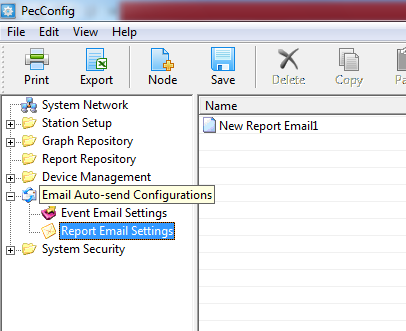 PecConfig
File Edit View Help
Print Export Node Save Delete Copy
Name
System Network
Station Setup
Graph Repository
Report Repository
Device Management
Email Auto-send Configurations
Event Email Settings
Report Email Settings
System Security
New Report Email1